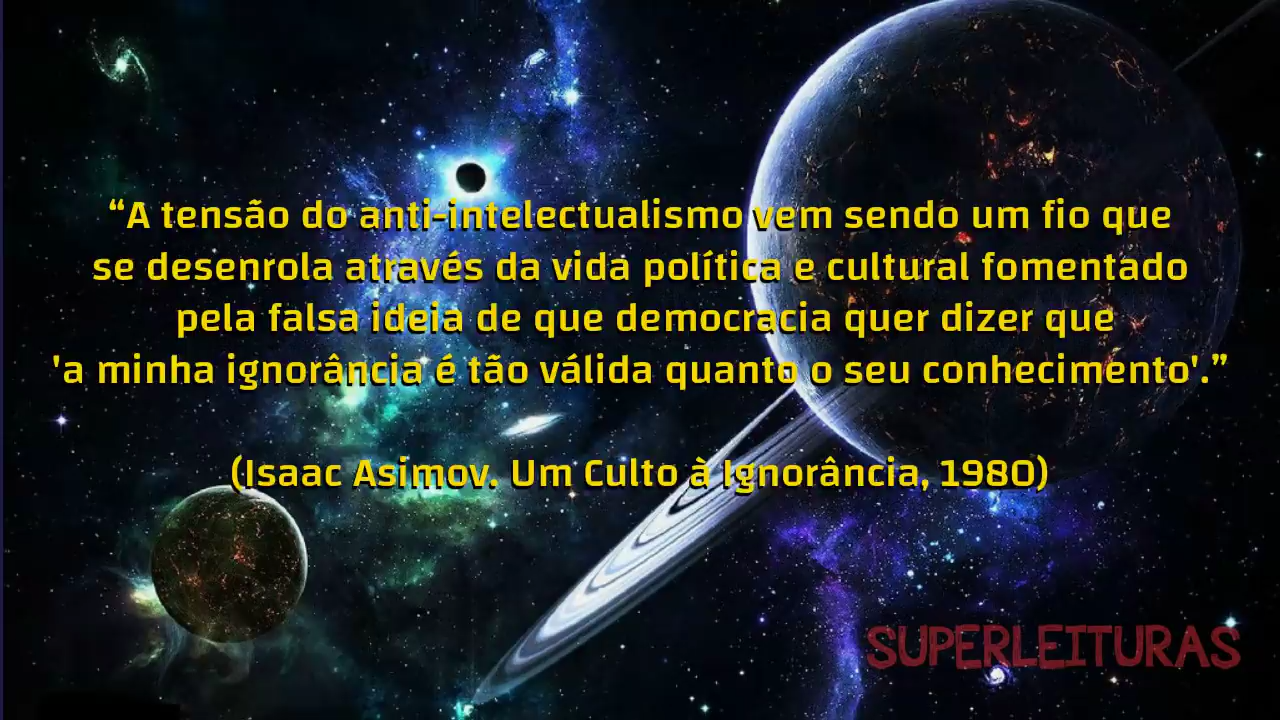 “A tensão do anti-intelectualismo vem sendo um fio que
se desenrola através da vida política e cultural fomentado
pela falsa ideia de que democracia quer dizer que
'a minha ignorância é tão válida quanto o seu conhecimento'.”
(Isaac Asimov. Um Culto à Ignorância, 1980)
SUPERLEITURAS